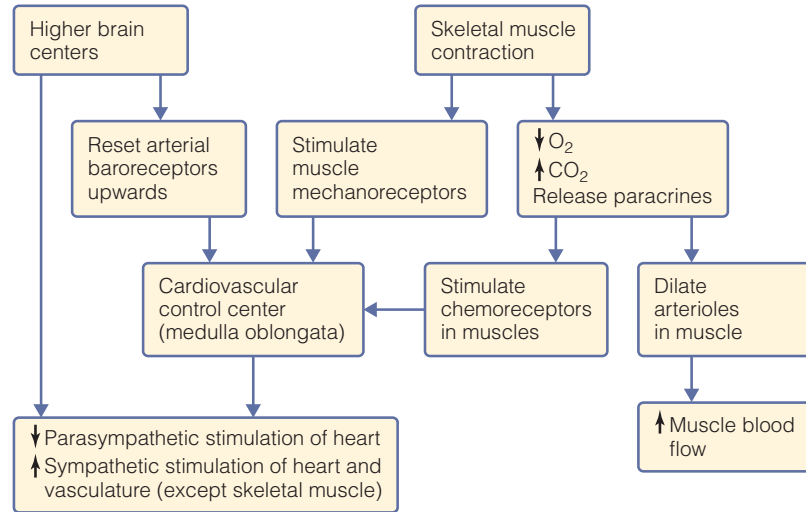 Higher brain
centers
Skeletal muscle
contraction
Reset arterial
baroreceptors
upwards
Stimulate
muscle
mechanoreceptors
↓ O₂
↑ CO₂
Release paracrines
Cardiovascular
control center
(medulla oblongata)
Stimulate
chemoreceptors
in muscles
Dilate
arterioles
in muscle
↓ Parasympathetic stimulation of heart
↑ Sympathetic stimulation of heart and
vasculature (except skeletal muscle)
↑ Muscle blood
flow